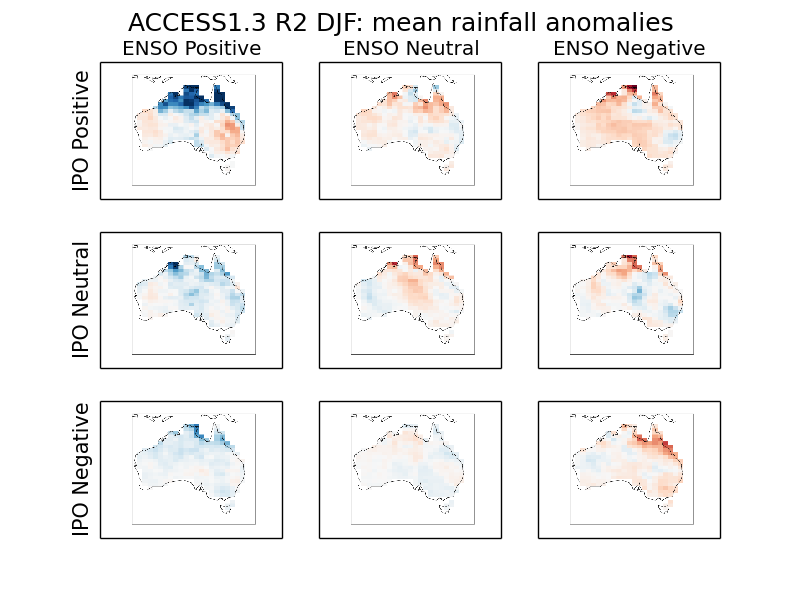 ACCESS1.3 R2 DJF: mean rainfall anomalies
ENSO Positive
ENSO Neutral
ENSO Negative
IPO Positive
IPO Neutral
IPO Negative